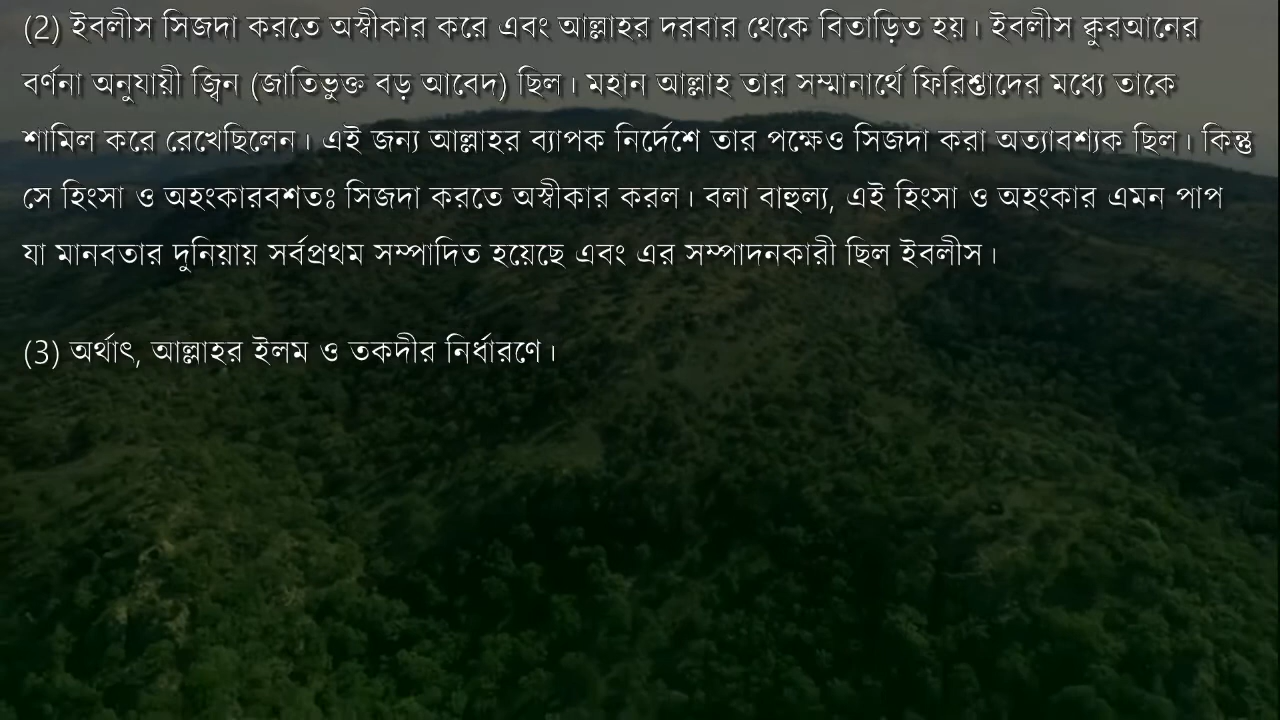 (2) ইবলীস সিজদা করতে অস্বীকার করে এবং আল্লাহর দরবার থেকে বিতাড়িত হয়। ইবলীস ক্বুরআনের
বর্ণনা অনুযায়ী জ্বিন (জাতিভুক্ত বড় আবেদ) ছিল। মহান আল্লাহ তার সম্মানার্থে ফিরিশ্তাদের মধ্যে তাকে
শামিল করে রেখেছিলেন। এই জন্য আল্লাহর ব্যাপক নির্দেশে তার পক্ষেও সিজদা করা অত্যাবশ্যক ছিল। কিন্তু
সে হিংসা ও অহংকারবশতঃ সিজদা করতে অস্বীকার করল। বলা বাহুল্য, এই হিংসা ও অহংকার এমন পাপ
যা মানবতার দুনিয়ায় সর্বপ্রথম সম্পাদিত হয়েছে এবং এর সম্পাদনকারী ছিল ইবলীস।
(3) অর্থাৎ, আল্লাহর ইলম ও তকদীর নির্ধারণে।